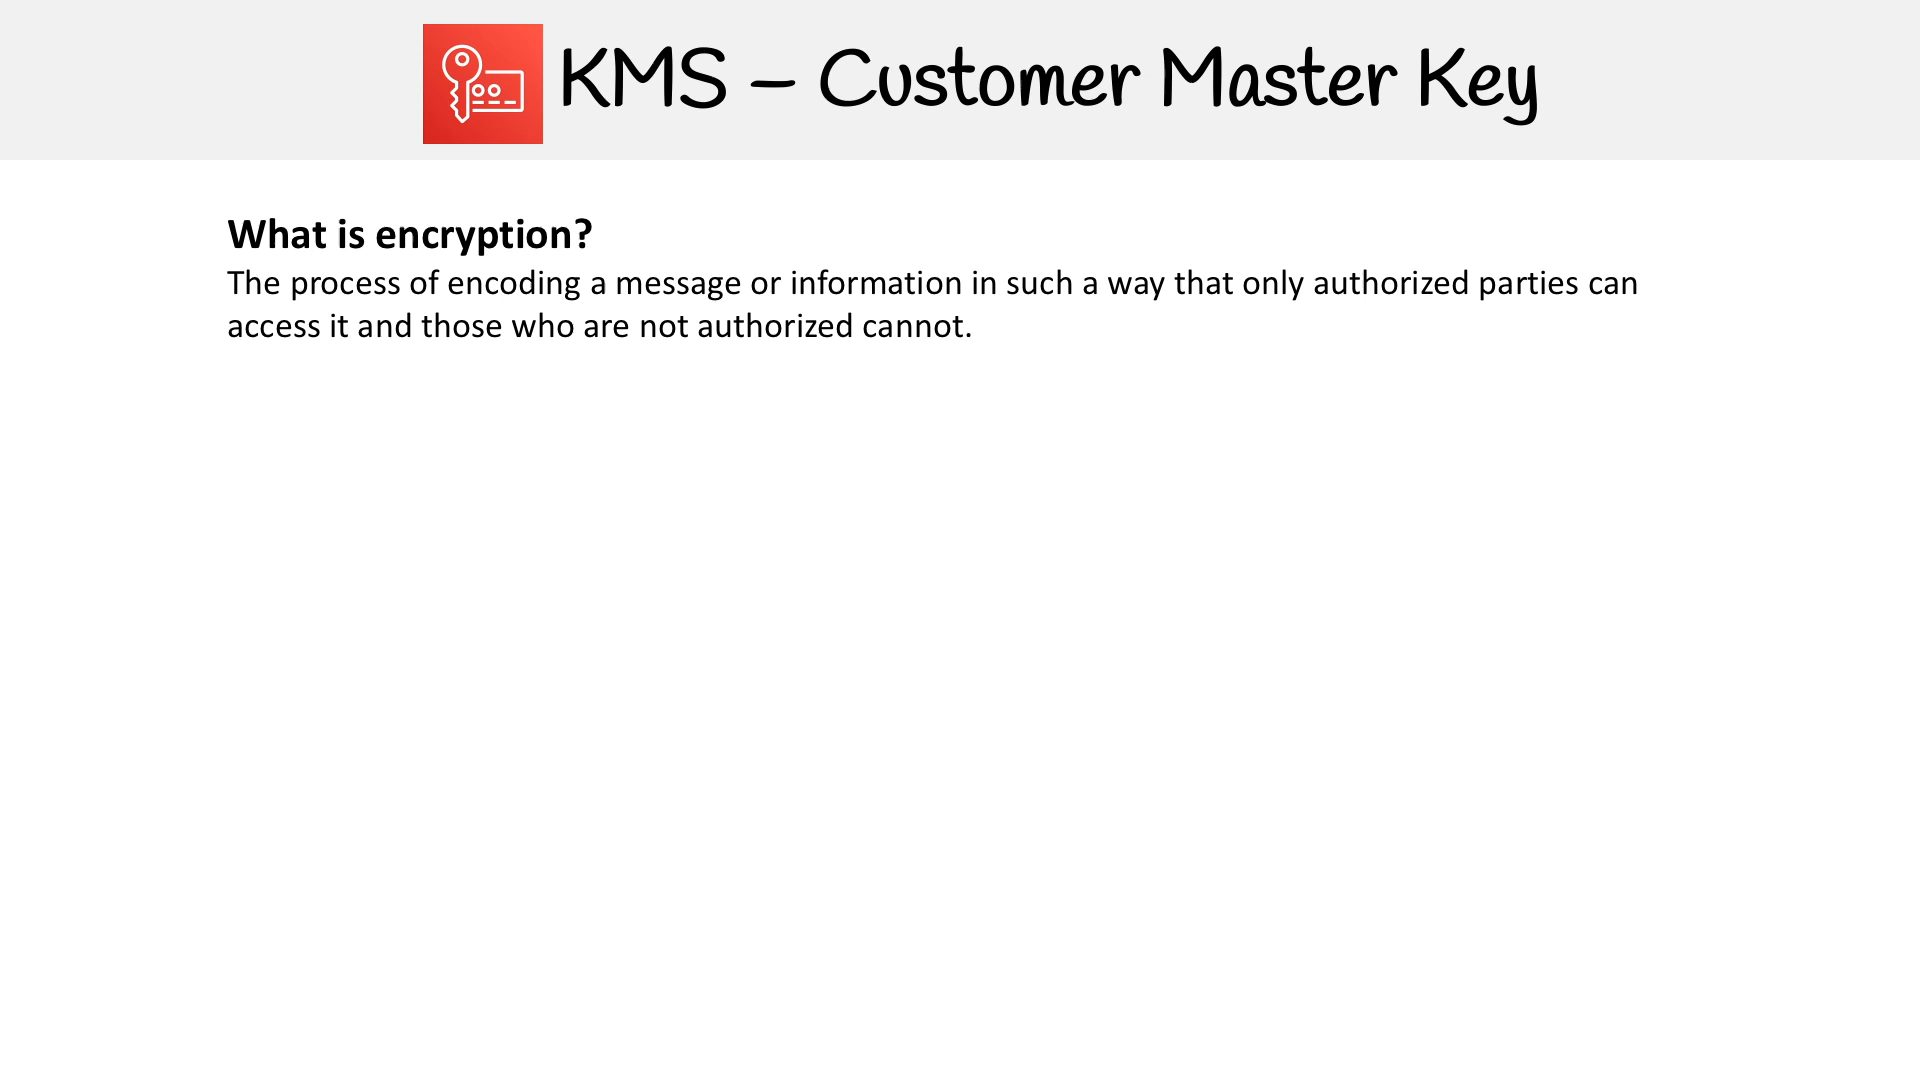 KMS – Customer Master Key
What is encryption?
The process of encoding a message or information in such a way that only authorized parties can
access it and those who are not authorized cannot.